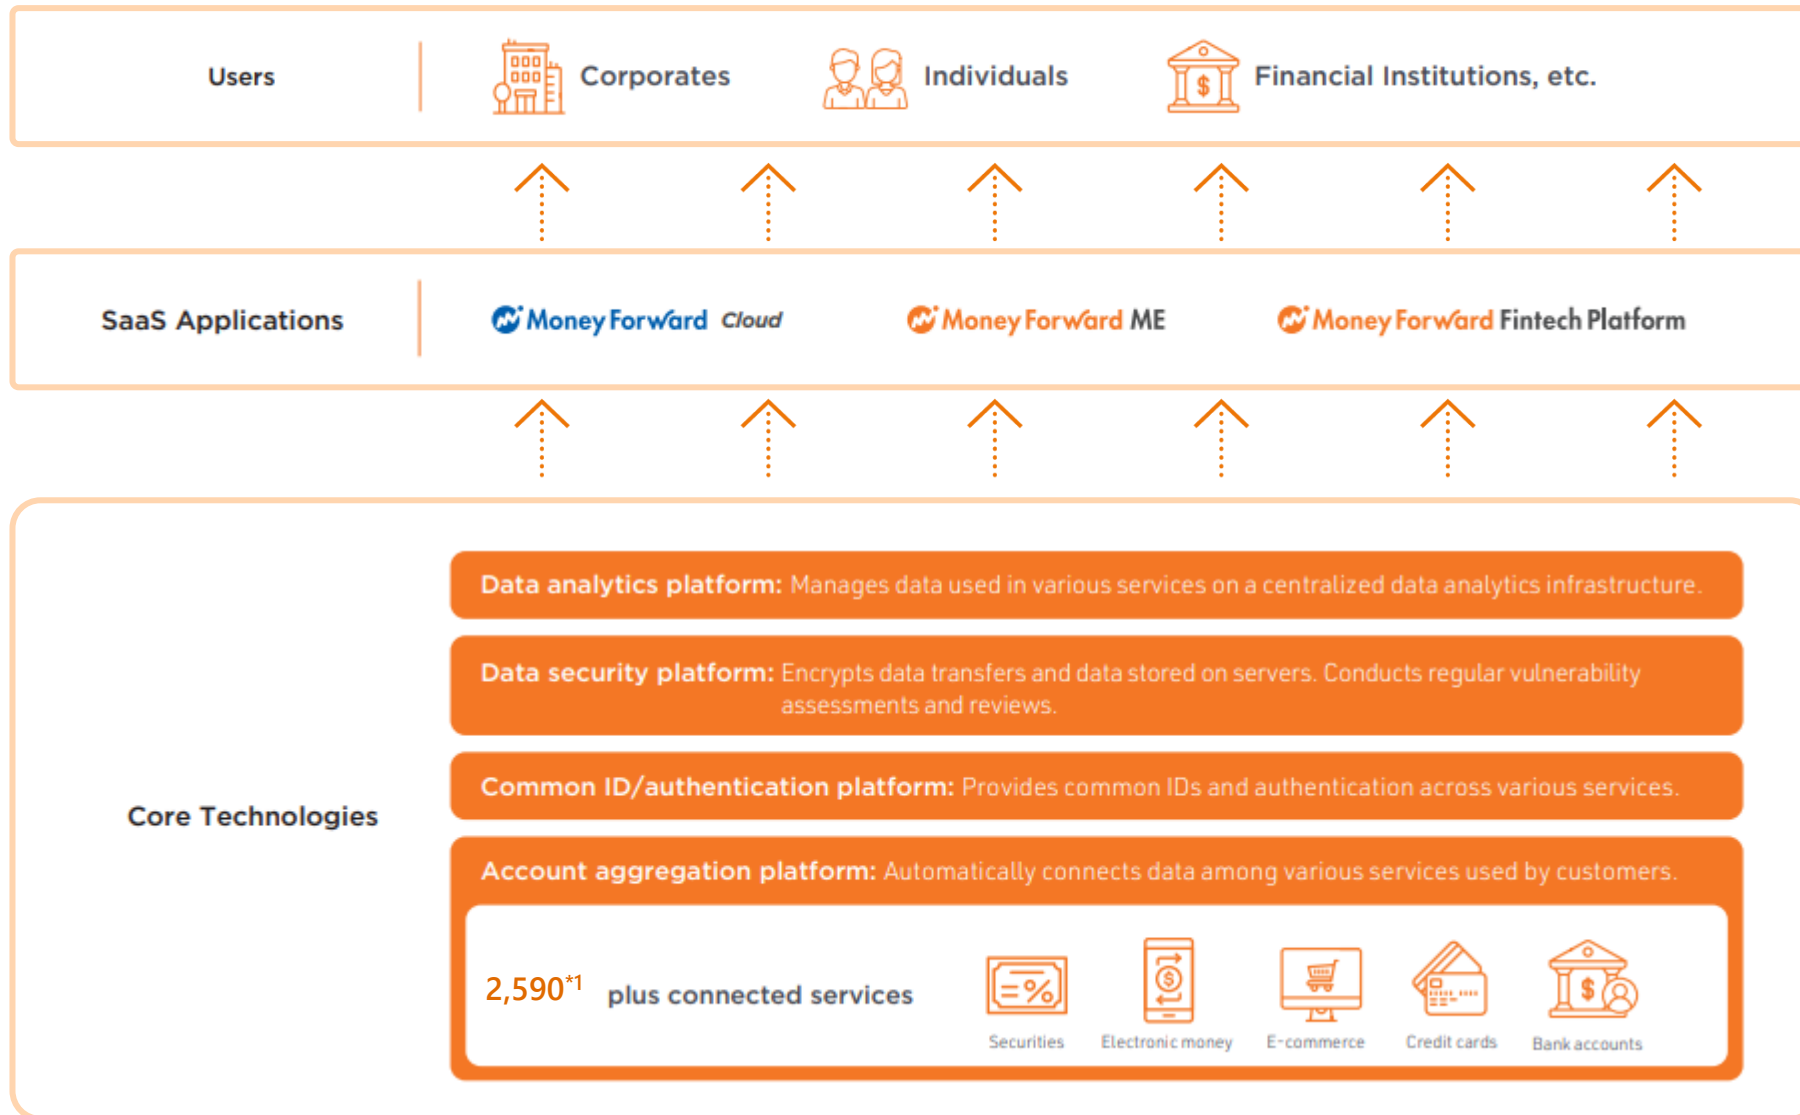 Users
Corporates
Individuals
Financial Institutions, etc.
SaaS Applications
Money Forward Cloud
Money Forward ME
Money Forward Fintech Platform
Core Technologies
Data analytics platform: Manages data used in various services on a centralized data analytics infrastructure.
Data security platform: Encrypts data transfers and data stored on servers. Conducts regular vulnerability
assessments and reviews.
Common ID/authentication platform: Provides common IDs and authentication across various services.
Account aggregation platform: Automatically connects data among various services used by customers.
2,590*1 plus connected services
Securities
Electronic money
E-commerce
Credit cards
Bank accounts